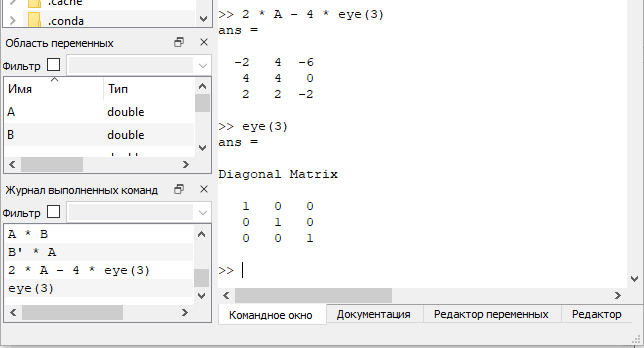 .cache
.conda
Область переменных
Фильтр
Имя Тип
A double
B double
Журнал выполненных команд
Фильтр
A * B
B' * A
2 * A - 4 * eye(3)
eye(3)
>> 2 * A - 4 * eye(3)
ans =
-2 4 -6
4 4 0
2 2 -2
>> eye(3)
ans =
Diagonal Matrix
1 0 0
0 1 0
0 0 1
>>
Командное окно Документация Редактор переменных Редактор